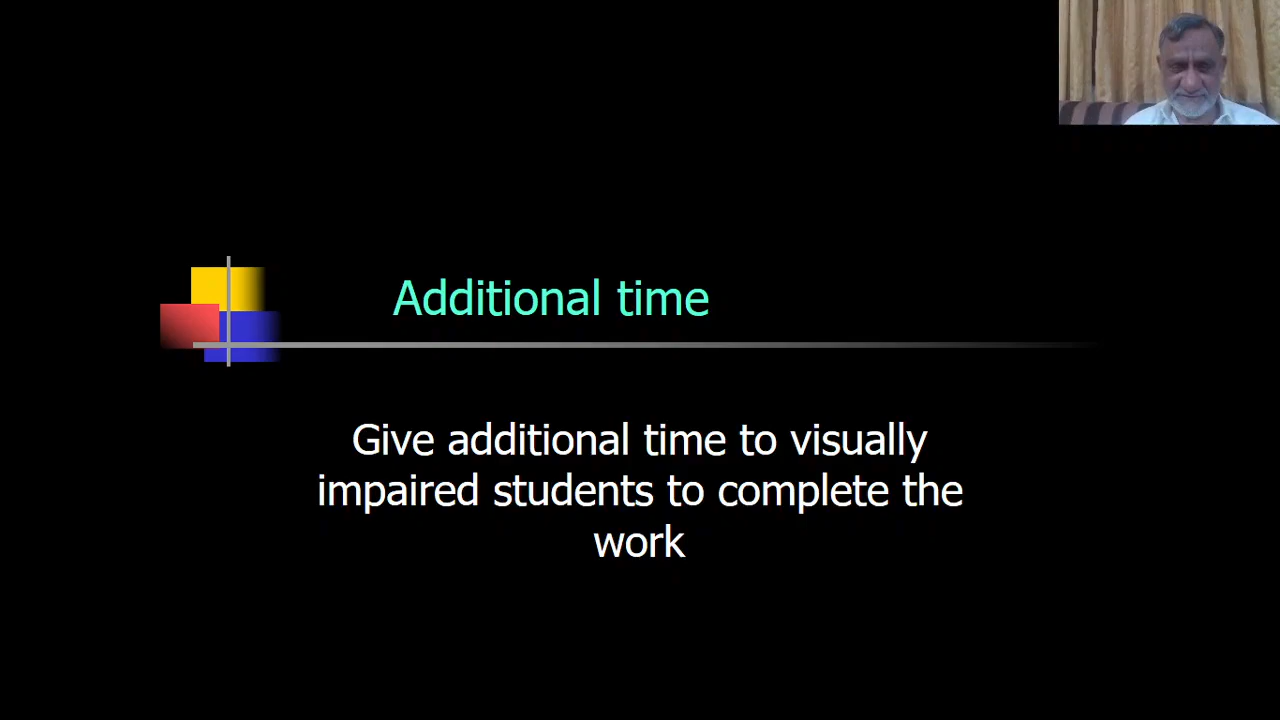 Additional time
Give additional time to visually
impaired students to complete the
work